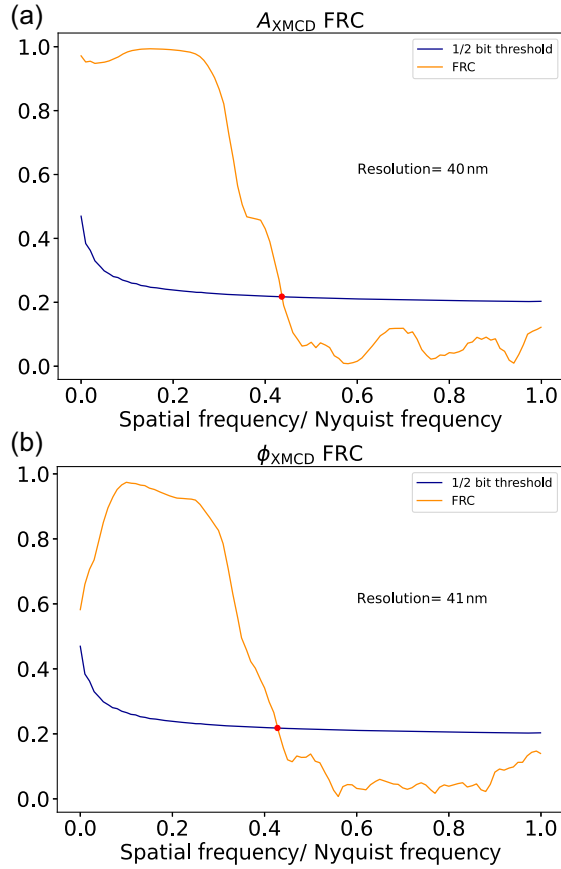 (a)
A_XMCD FRC
1.0
0.8
0.6
0.4
0.2
0.0
1/2 bit threshold
FRC
Resolution= 40 nm
0.0 0.2 0.4 0.6 0.8 1.0
Spatial frequency/ Nyquist frequency
(b)
ϕ_XMCD FRC
1.0
0.8
0.6
0.4
0.2
0.0
1/2 bit threshold
FRC
Resolution= 41 nm
0.0 0.2 0.4 0.6 0.8 1.0
Spatial frequency/ Nyquist frequency